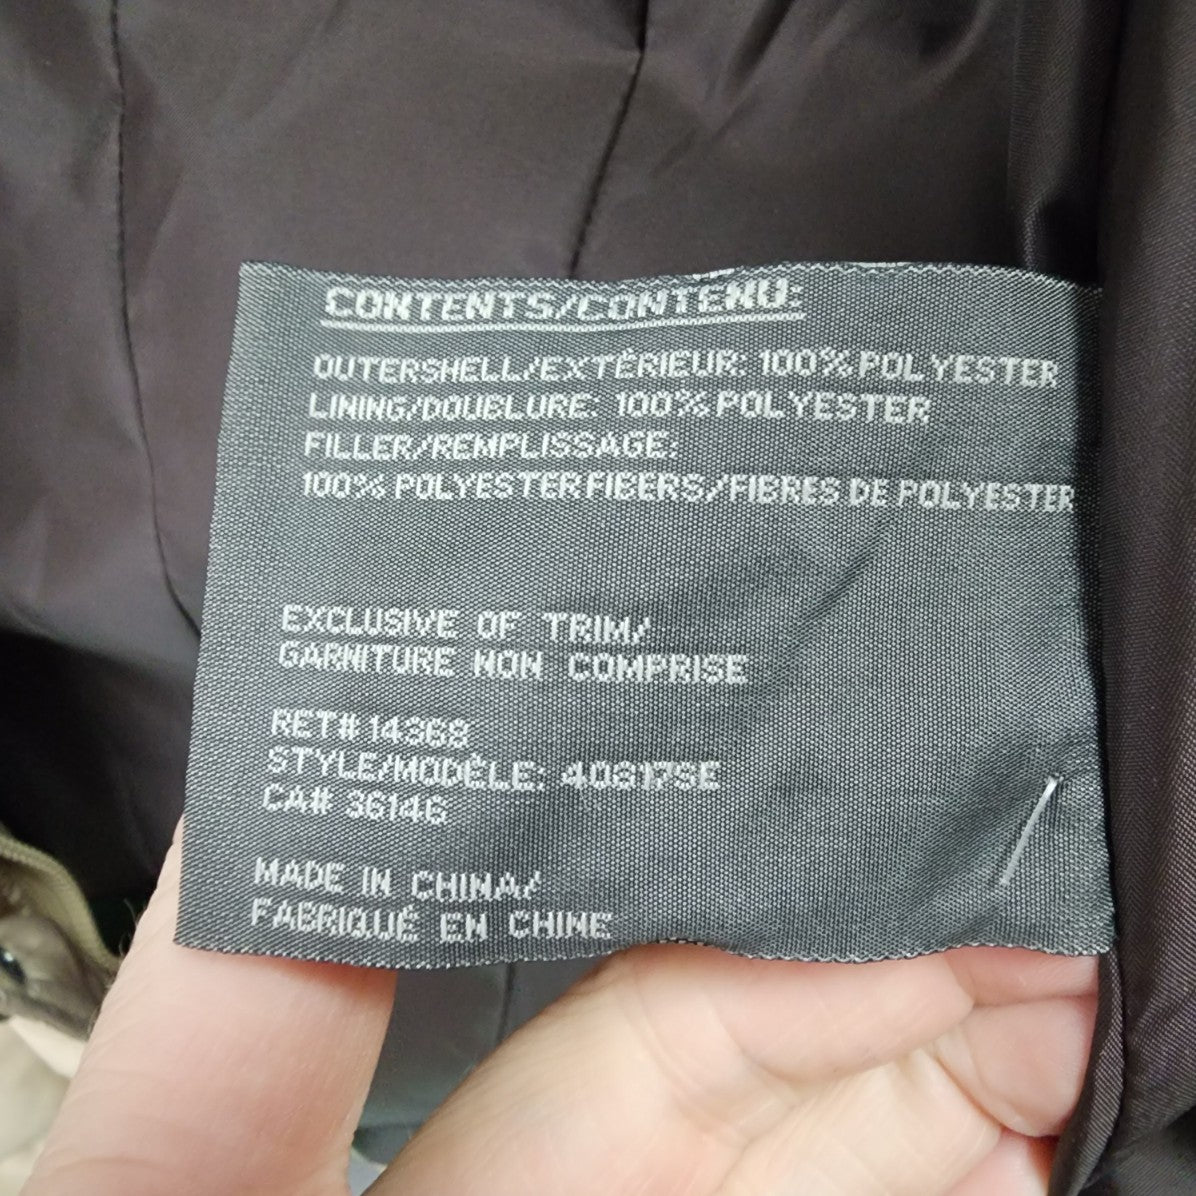 CONTENTS/CONTENU:
OUTERSHELL/EXTÉRIEUR: 100% POLYESTER
LINING/DOUBLURE: 100% POLYESTER
FILLER/REMPLISSAGE:
100% POLYESTER FIBERS/FIBRES DE POLYESTER
EXCLUSIVE OF TRIM/
GARNITURE NON COMPRISE
RET# 14368
STYLE/MODÈLE:
CA# 36146
MADE IN CHINA/
FABRIQUÉ EN CHINE